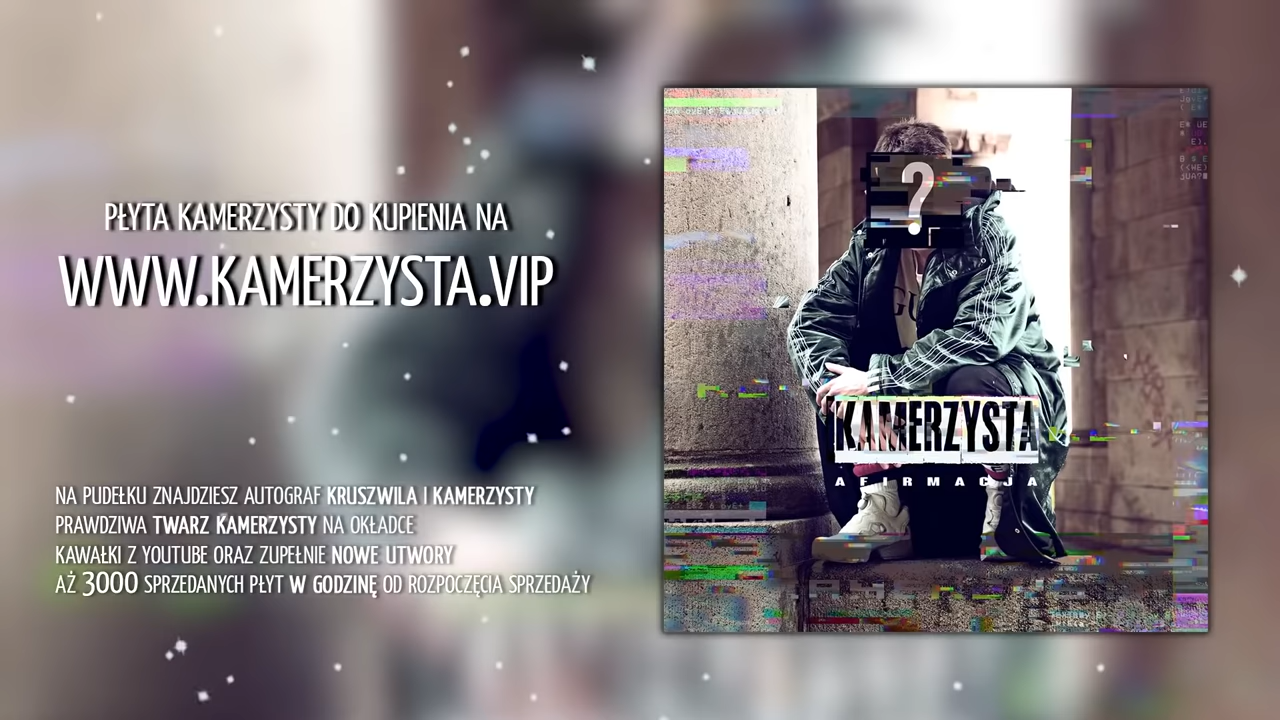 PŁYTA KAMERZYSTY DO KUPIENIA NA
WWW.KAMERZYSTA.VIP
NA PUDEŁKU ZNAJDZIESZ AUTOGRAF KRUSZWILA I KAMERZYSTY
PRAWDZIWA TWARZ KAMERZYSTY NA OKŁADCE
KAWAŁKI Z YOUTUBE ORAZ ZUPEŁNIE NOWE UTWORY
AŻ 3000 SPRZEDANYCH PŁYT W GODZINĘ OD ROZPOCZĘCIA SPRZEDAŻY
?
KAMERZYSTA
AFIRMACJA